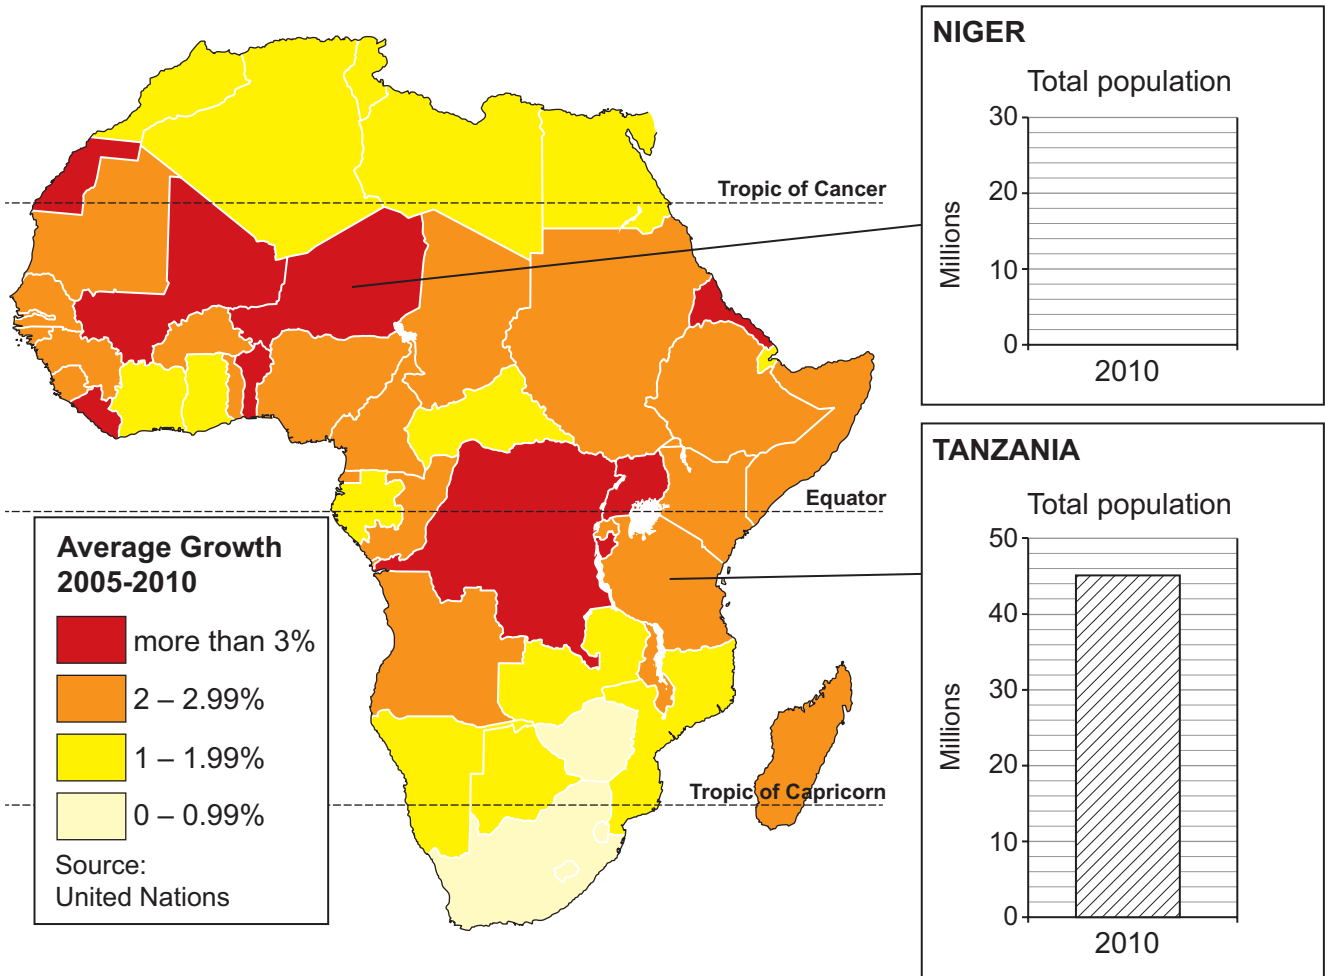 NIGER
Total population
30
20
10
0
Millions
2010
Tropic of Cancer
Equator
Tropic of Capricorn
Average Growth
2005-2010
more than 3%
2 – 2.99%
1 – 1.99%
0 – 0.99%
Source:
United Nations
TANZANIA
Total population
50
40
30
20
10
0
Millions
2010